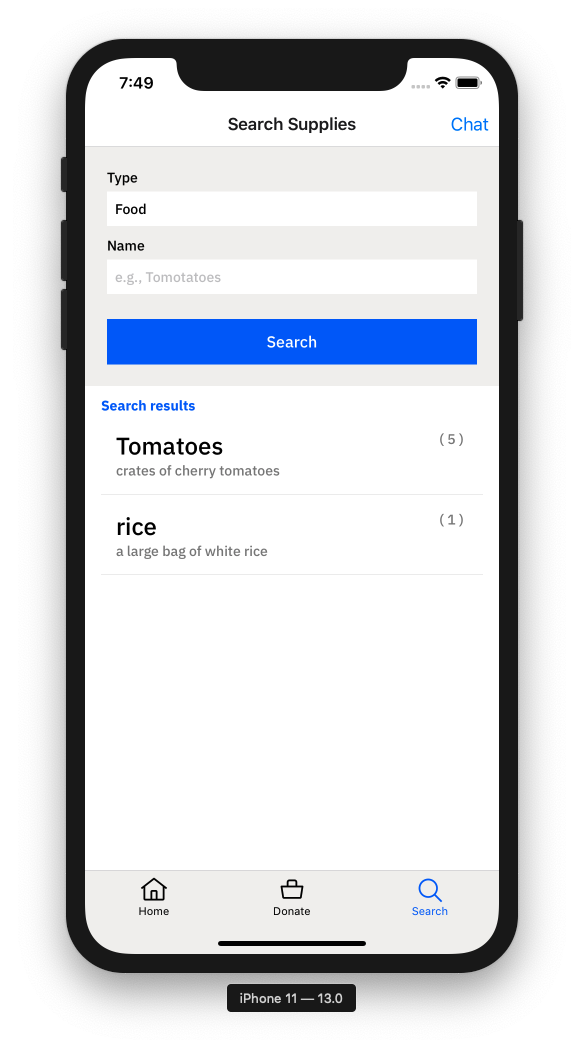 7:49
Search Supplies
Chat
Type
Food
Name
e.g., Tomotatoes
Search
Search results
Tomatoes
(5)
crates of cherry tomatoes
rice
(1)
a large bag of white rice
Home
Donate
Search
iPhone 11 — 13.0